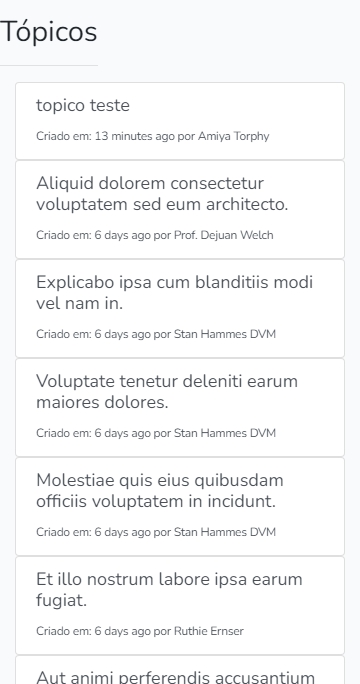 Tópicos
topico teste
Criado em: 13 minutes ago por Amiya Torphy
Aliquid dolorem consectetur
voluptatem sed eum architecto.
Criado em: 6 days ago por Prof. Dejuan Welch
Explicabo ipsa cum blanditiis modi
vel nam in.
Criado em: 6 days ago por Stan Hammes DVM
Voluptate tenetur deleniti earum
maiores dolores.
Criado em: 6 days ago por Stan Hammes DVM
Molestiae quis eius quibusdam
officiis voluptatem in incidunt.
Criado em: 6 days ago por Stan Hammes DVM
Et illo nostrum labore ipsa earum
fugiat.
Criado em: 6 days ago por Ruthie Ernser
Aut animi perferendis accusantium